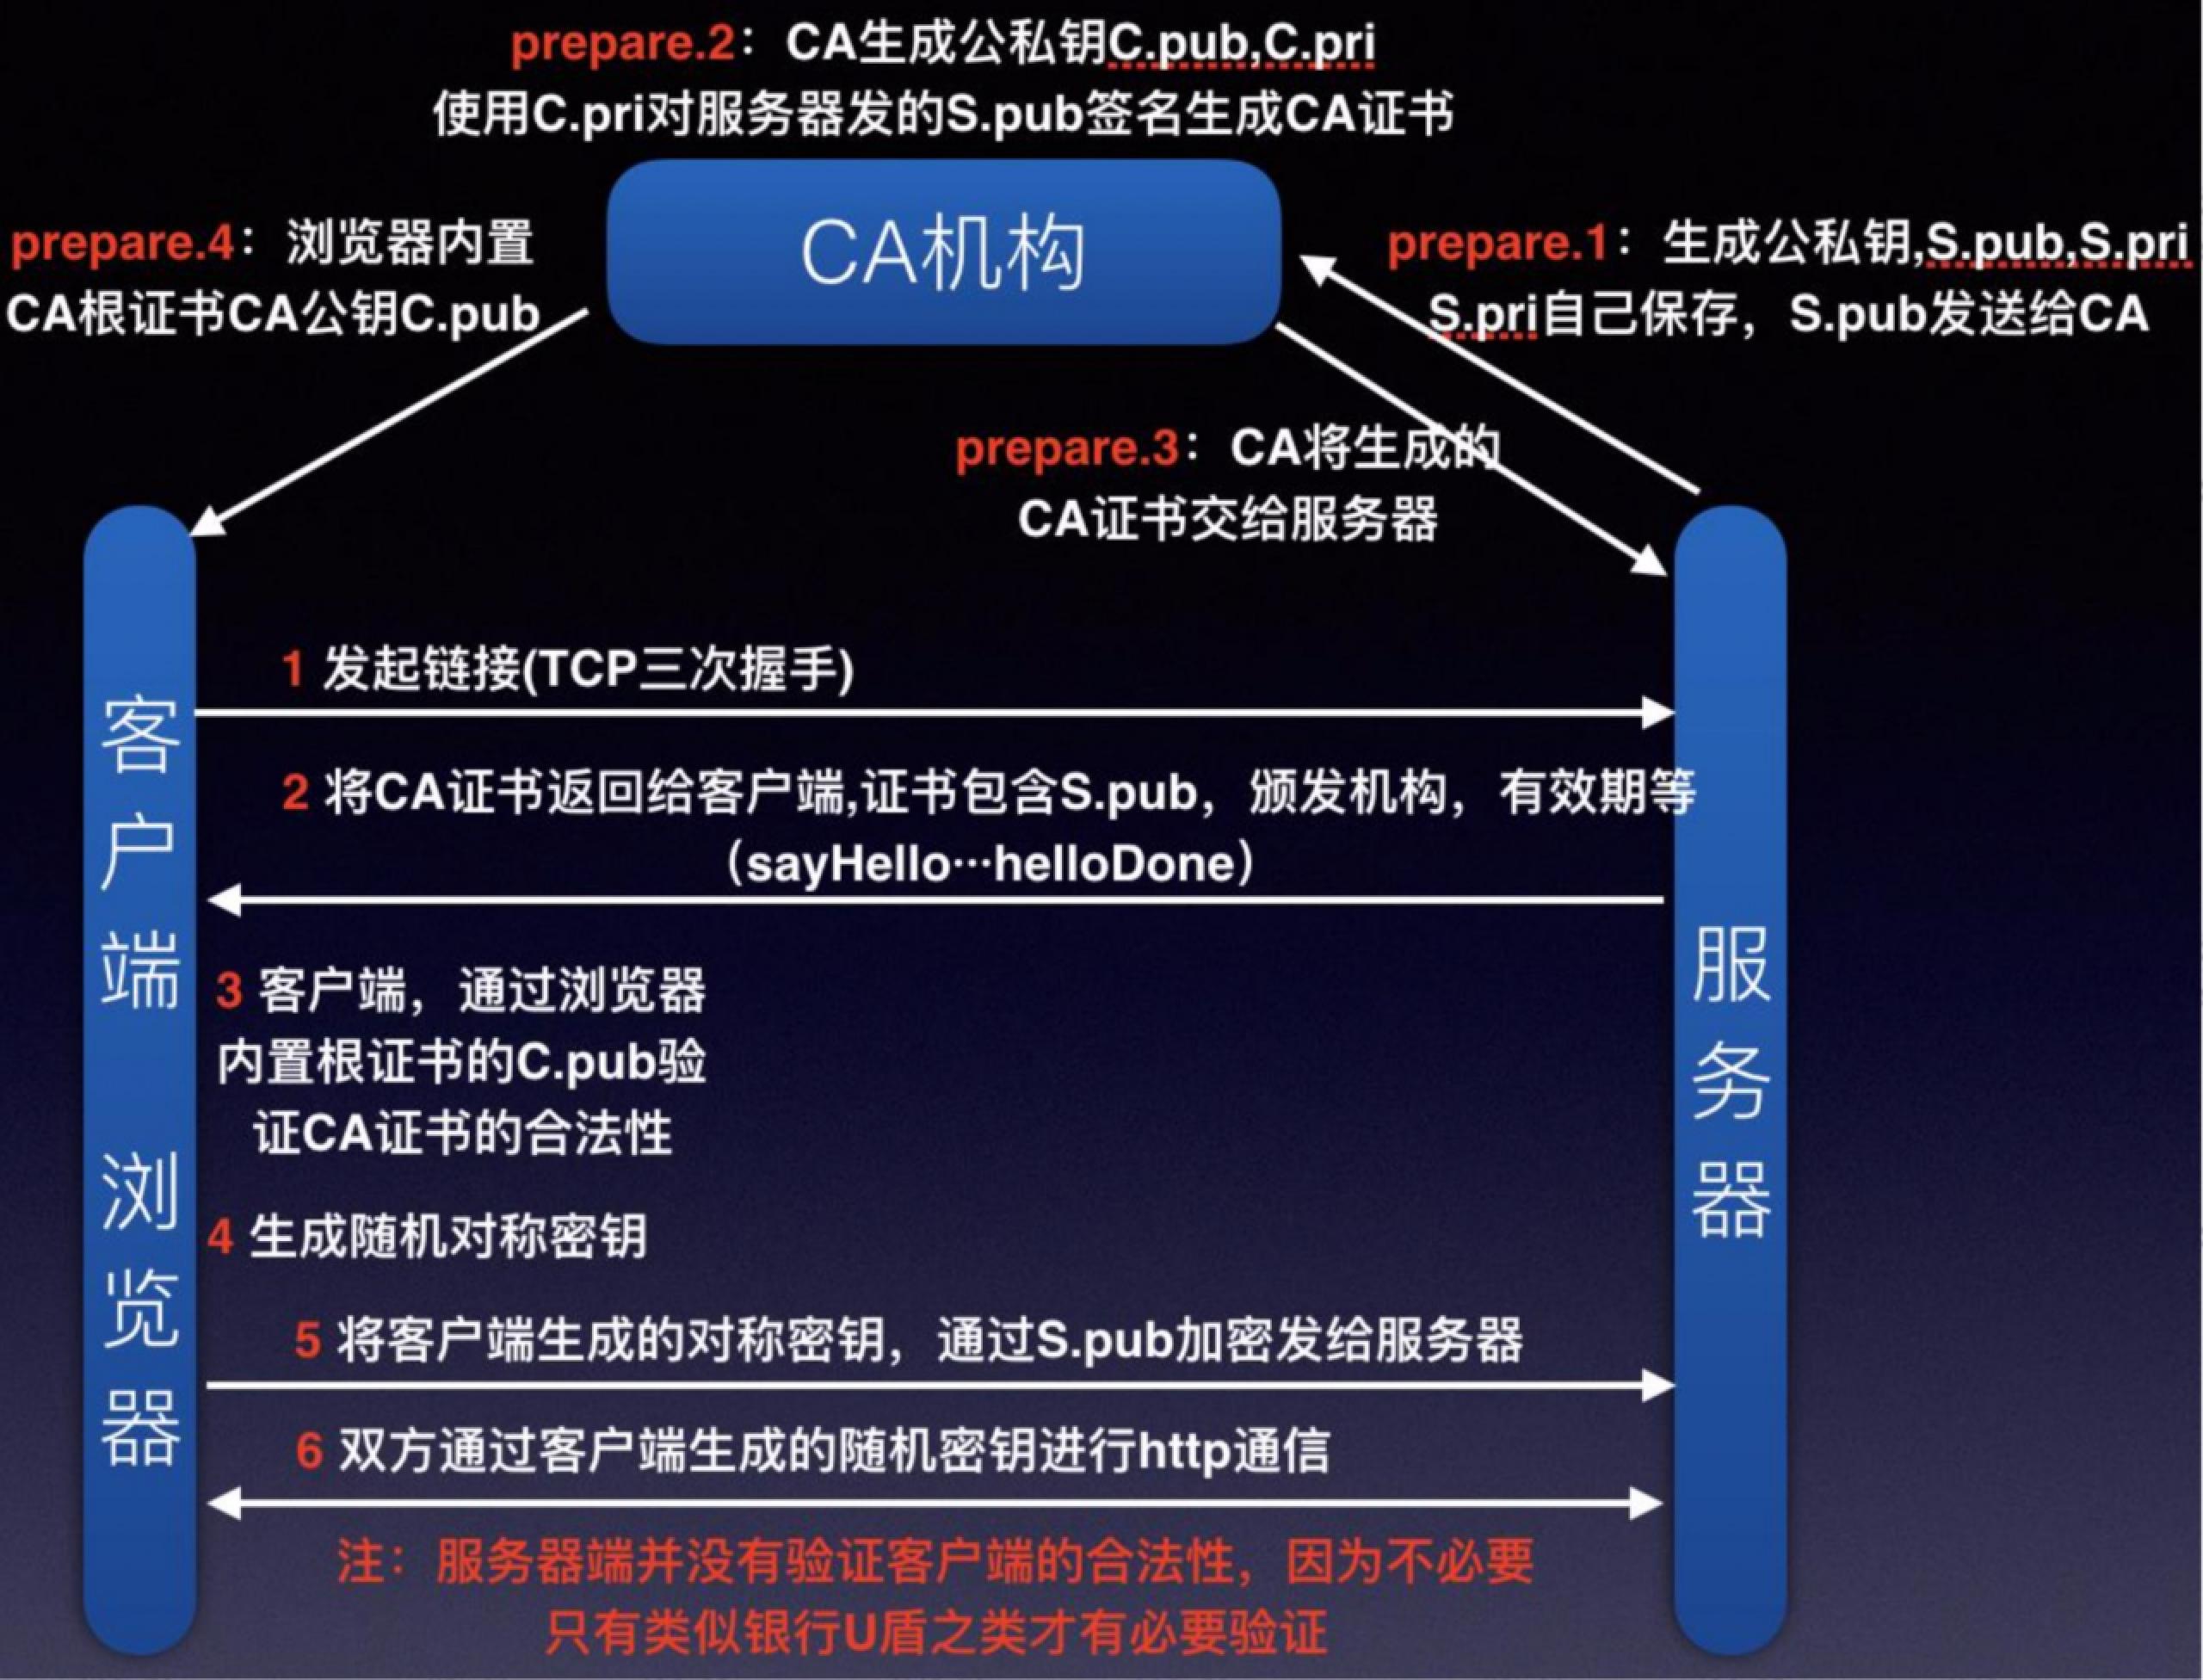 prepare.2：CA生成公私钥C.pub,C.pri
使用C.pri对服务器发的S.pub签名生成CA证书
CA机构
prepare.4：浏览器内置
CA根证书CA公钥C.pub
prepare.1：生成公私钥,S.pub,S.pri
S.pri自己保存，S.pub发送给CA
prepare.3：CA将生成的
CA证书交给服务器
客户端 浏览器
服务器
1 发起链接(TCP三次握手)
2 将CA证书返回给客户端,证书包含S.pub，颁发机构，有效期等
（sayHello···helloDone）
3 客户端，通过浏览器
内置根证书的C.pub验
证CA证书的合法性
4 生成随机对称密钥
5 将客户端生成的对称密钥，通过S.pub加密发给服务器
6 双方通过客户端生成的随机密钥进行http通信
注：服务器端并没有验证客户端的合法性，因为不必要
只有类似银行U盾之类才有必要验证